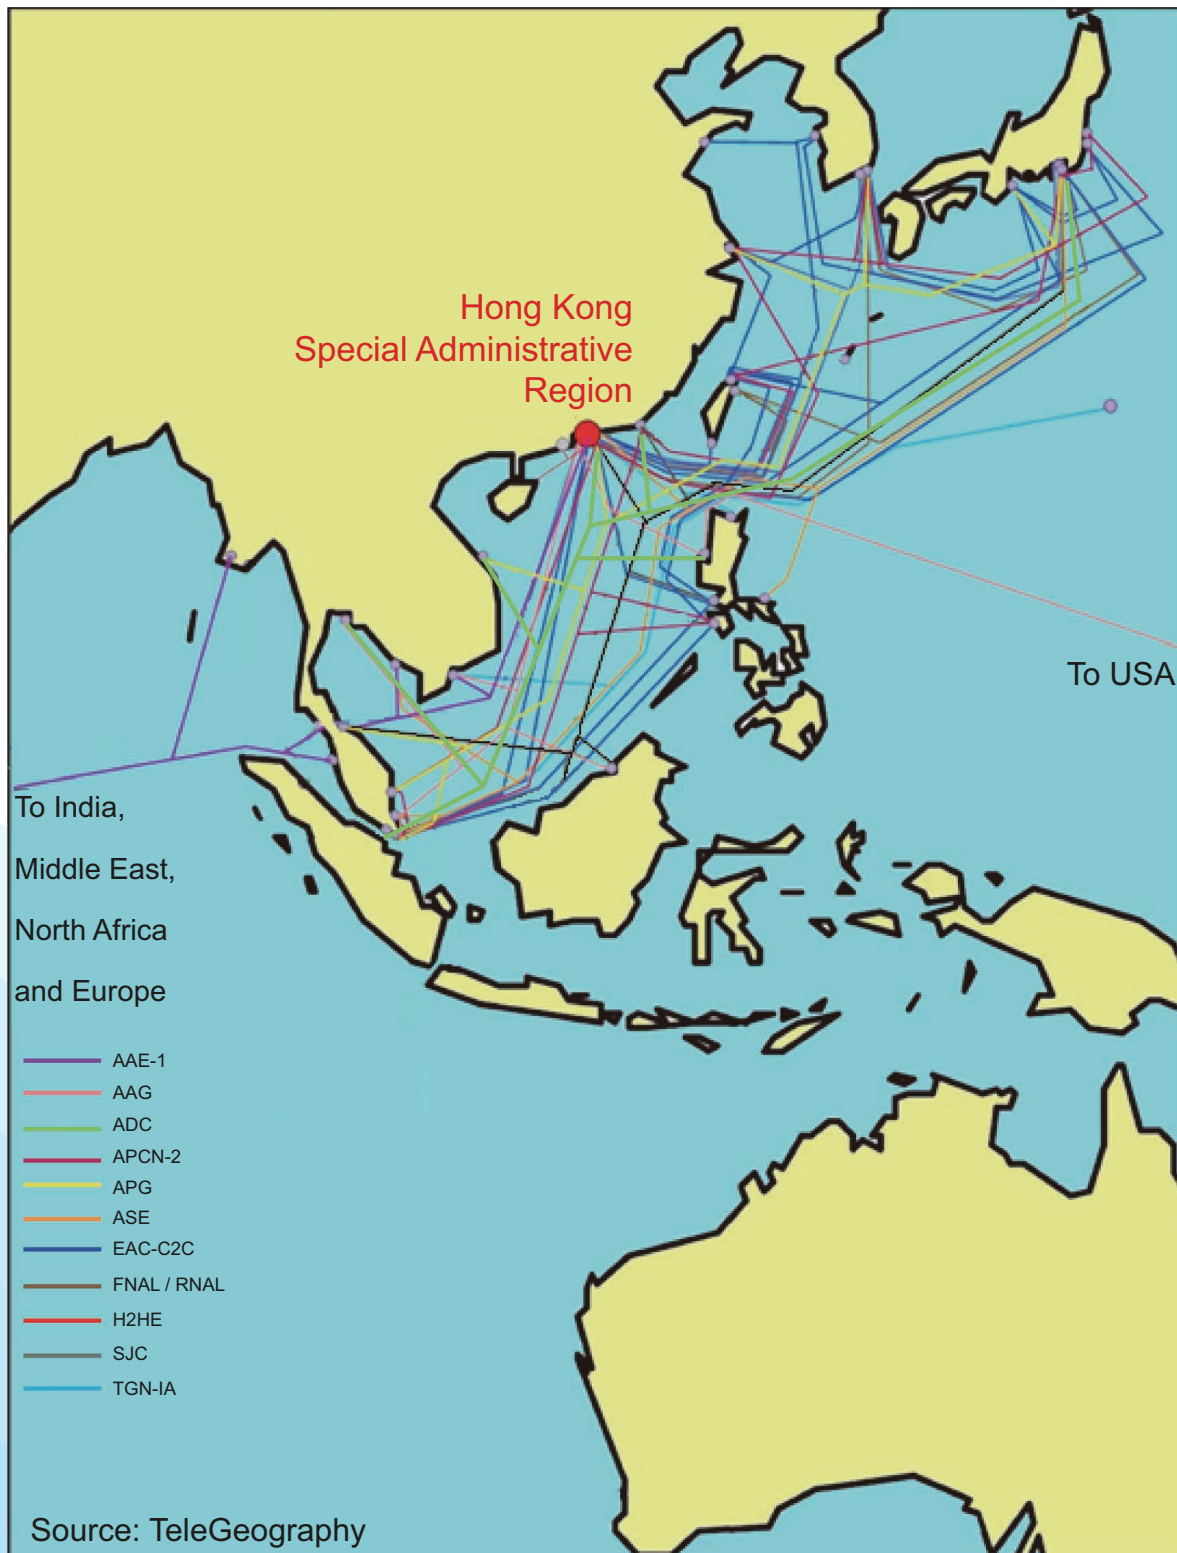 Hong Kong
Special Administrative
Region
To USA
To India,
Middle East,
North Africa
and Europe
AAE-1
AAG
ADC
APCN-2
APG
ASE
EAC-C2C
FNAL / RNAL
H2HE
SJC
TGN-IA
Source: TeleGeography